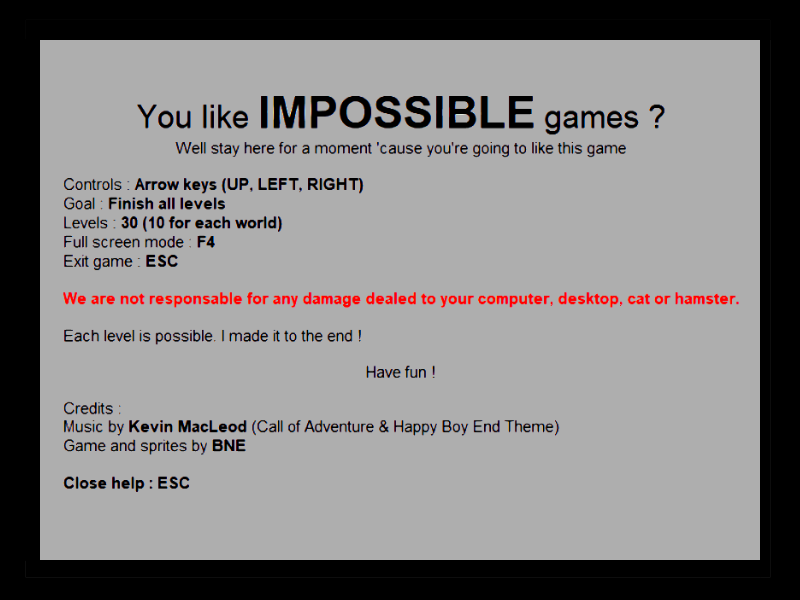 You like IMPOSSIBLE games ?
Well stay here for a moment 'cause you're going to like this game
Controls : Arrow keys (UP, LEFT, RIGHT)
Goal : Finish all levels
Levels : 30 (10 for each world)
Full screen mode : F4
Exit game : ESC
We are not responsable for any damage dealed to your computer, desktop, cat or hamster.
Each level is possible. I made it to the end !
Have fun !
Credits :
Music by Kevin MacLeod (Call of Adventure & Happy Boy End Theme)
Game and sprites by BNE
Close help : ESC